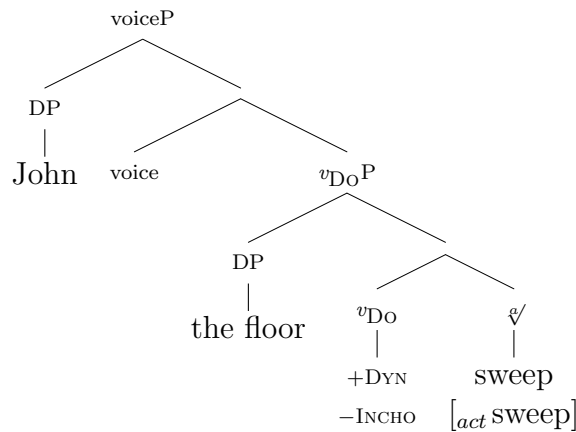 voiceP
DP
John
voice
vDoP
DP
the floor
vDo
a√
+Dyn
sweep
−Incho
[act sweep]